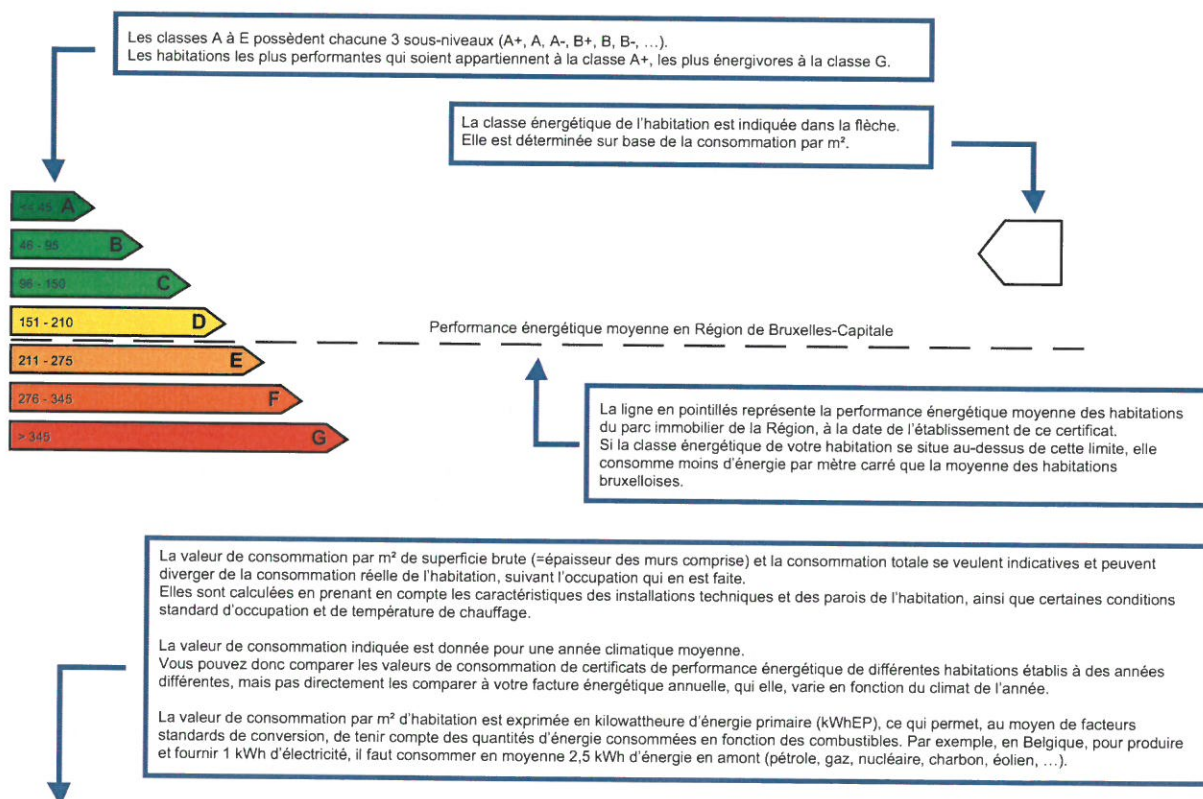 Les classes A à E possèdent chacune 3 sous-niveaux (A+, A, A-, B+, B, B-, ...).
Les habitations les plus performantes qui soient appartiennent à la classe A+, les plus énergivores à la classe G.
La classe énergétique de l'habitation est indiquée dans la flèche.
Elle est déterminée sur base de la consommation par m².
45 A
46 - 95 B
96 - 150 C
151 - 210 D
Performance énergétique moyenne en Région de Bruxelles-Capitale
211 - 275 E
276 - 345 F
> 345 G
La ligne en pointillés représente la performance énergétique moyenne des habitations
du parc immobilier de la Région, à la date de l'établissement de ce certificat.
Si la classe énergétique de votre habitation se situe au-dessus de cette limite, elle
consomme moins d'énergie par mètre carré que la moyenne des habitations
bruxelloises.
La valeur de consommation par m² de superficie brute (=épaisseur des murs comprise) et la consommation totale se veulent indicatives et peuvent
diverger de la consommation réelle de l'habitation, suivant l'occupation qui en est faite.
Elles sont calculées en prenant en compte les caractéristiques des installations techniques et des parois de l'habitation, ainsi que certaines conditions
standard d'occupation et de température de chauffage.
La valeur de consommation indiquée est donnée pour une année climatique moyenne.
Vous pouvez donc comparer les valeurs de consommation de certificats de performance énergétique de différentes habitations établis à des années
différentes, mais pas directement les comparer à votre facture énergétique annuelle, qui elle, varie en fonction du climat de l'année.
La valeur de consommation par m² d'habitation est exprimée en kilowattheure d'énergie primaire (kWhEP), ce qui permet, au moyen de facteurs
standards de conversion, de tenir compte des quantités d'énergie consommées en fonction des combustibles. Par exemple, en Belgique, pour produire
et fournir 1 kWh d'électricité, il faut consommer en moyenne 2,5 kWh d'énergie en amont (pétrole, gaz, nucléaire, charbon, éolien, ...).